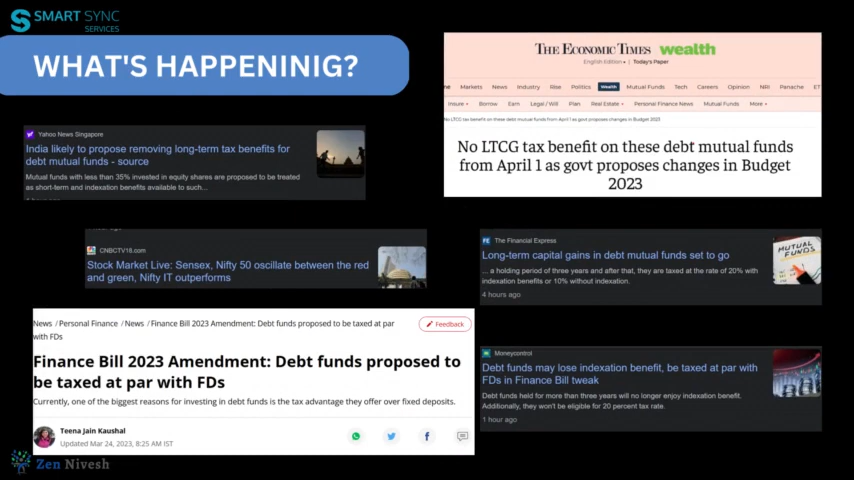 SMART SYNC
SERVICES
WHAT'S HAPPENINIG?
THE ECONOMIC TIMES wealth
English Edition | Today's Paper
Markets News Industry Rise Politics Wealth Mutual Funds Tech Careers Opinion NRI Panache ET
Insure Borrow Earn Legal/Will Plan Real Estate Personal Finance News Mutual Funds More
No LTCG tax benefit on these debt mutual funds from April 1 as govt proposes changes in Budget 2023
No LTCG tax benefit on these debt mutual funds
from April 1 as govt proposes changes in Budget
2023
Yahoo News Singapore
India likely to propose removing long-term tax benefits for
debt mutual funds - source
Mutual funds with less than 35% invested in equity shares are proposed to be treated
as short-term and indexation benefits available to such...
CNBCTV18.com
Stock Market Live: Sensex, Nifty 50 oscillate between the red
and green, Nifty IT outperforms
FE The Financial Express
Long-term capital gains in debt mutual funds set to go
... a holding period of three years and after that, they are taxed at the rate of 20% with
indexation benefits or 10% without indexation.
4 hours ago
MUTUAL
FUNDS
News / Personal Finance / News / Finance Bill 2023 Amendment: Debt funds proposed to be taxed at par
with FDs
Feedback
Finance Bill 2023 Amendment: Debt funds proposed to
be taxed at par with FDs
Currently, one of the biggest reasons for investing in debt funds is the tax advantage they offer over fixed deposits.
Teena Jain Kaushal
Updated Mar 24, 2023, 8:25 AM IST
Moneycontrol
Debt funds may lose indexation benefit, be taxed at par with
FDs in Finance Bill tweak
Debt funds held for more than three years will no longer enjoy indexation benefit.
Additionally, they won't be eligible for 20 percent tax rate.
1 hour ago
Zen Nivesh